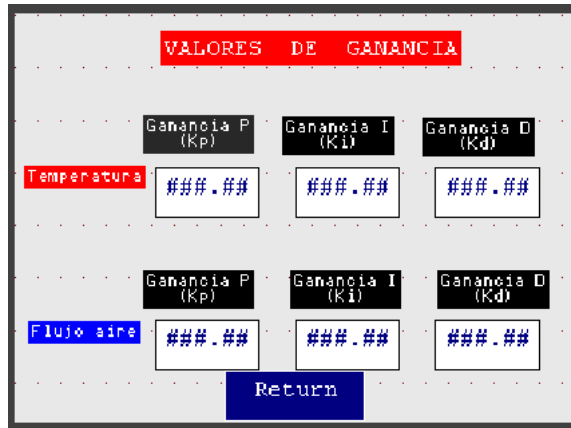 VALORES DE GANANCIA
Ganancia P Ganancia I Ganancia D
(Kp) (Ki) (Kd)
Temperatura ###.## ###.## ###.##
Ganancia P Ganancia I Ganancia D
(Kp) (Ki) (Kd)
Flujo aire ###.## ###.## ###.##
Return